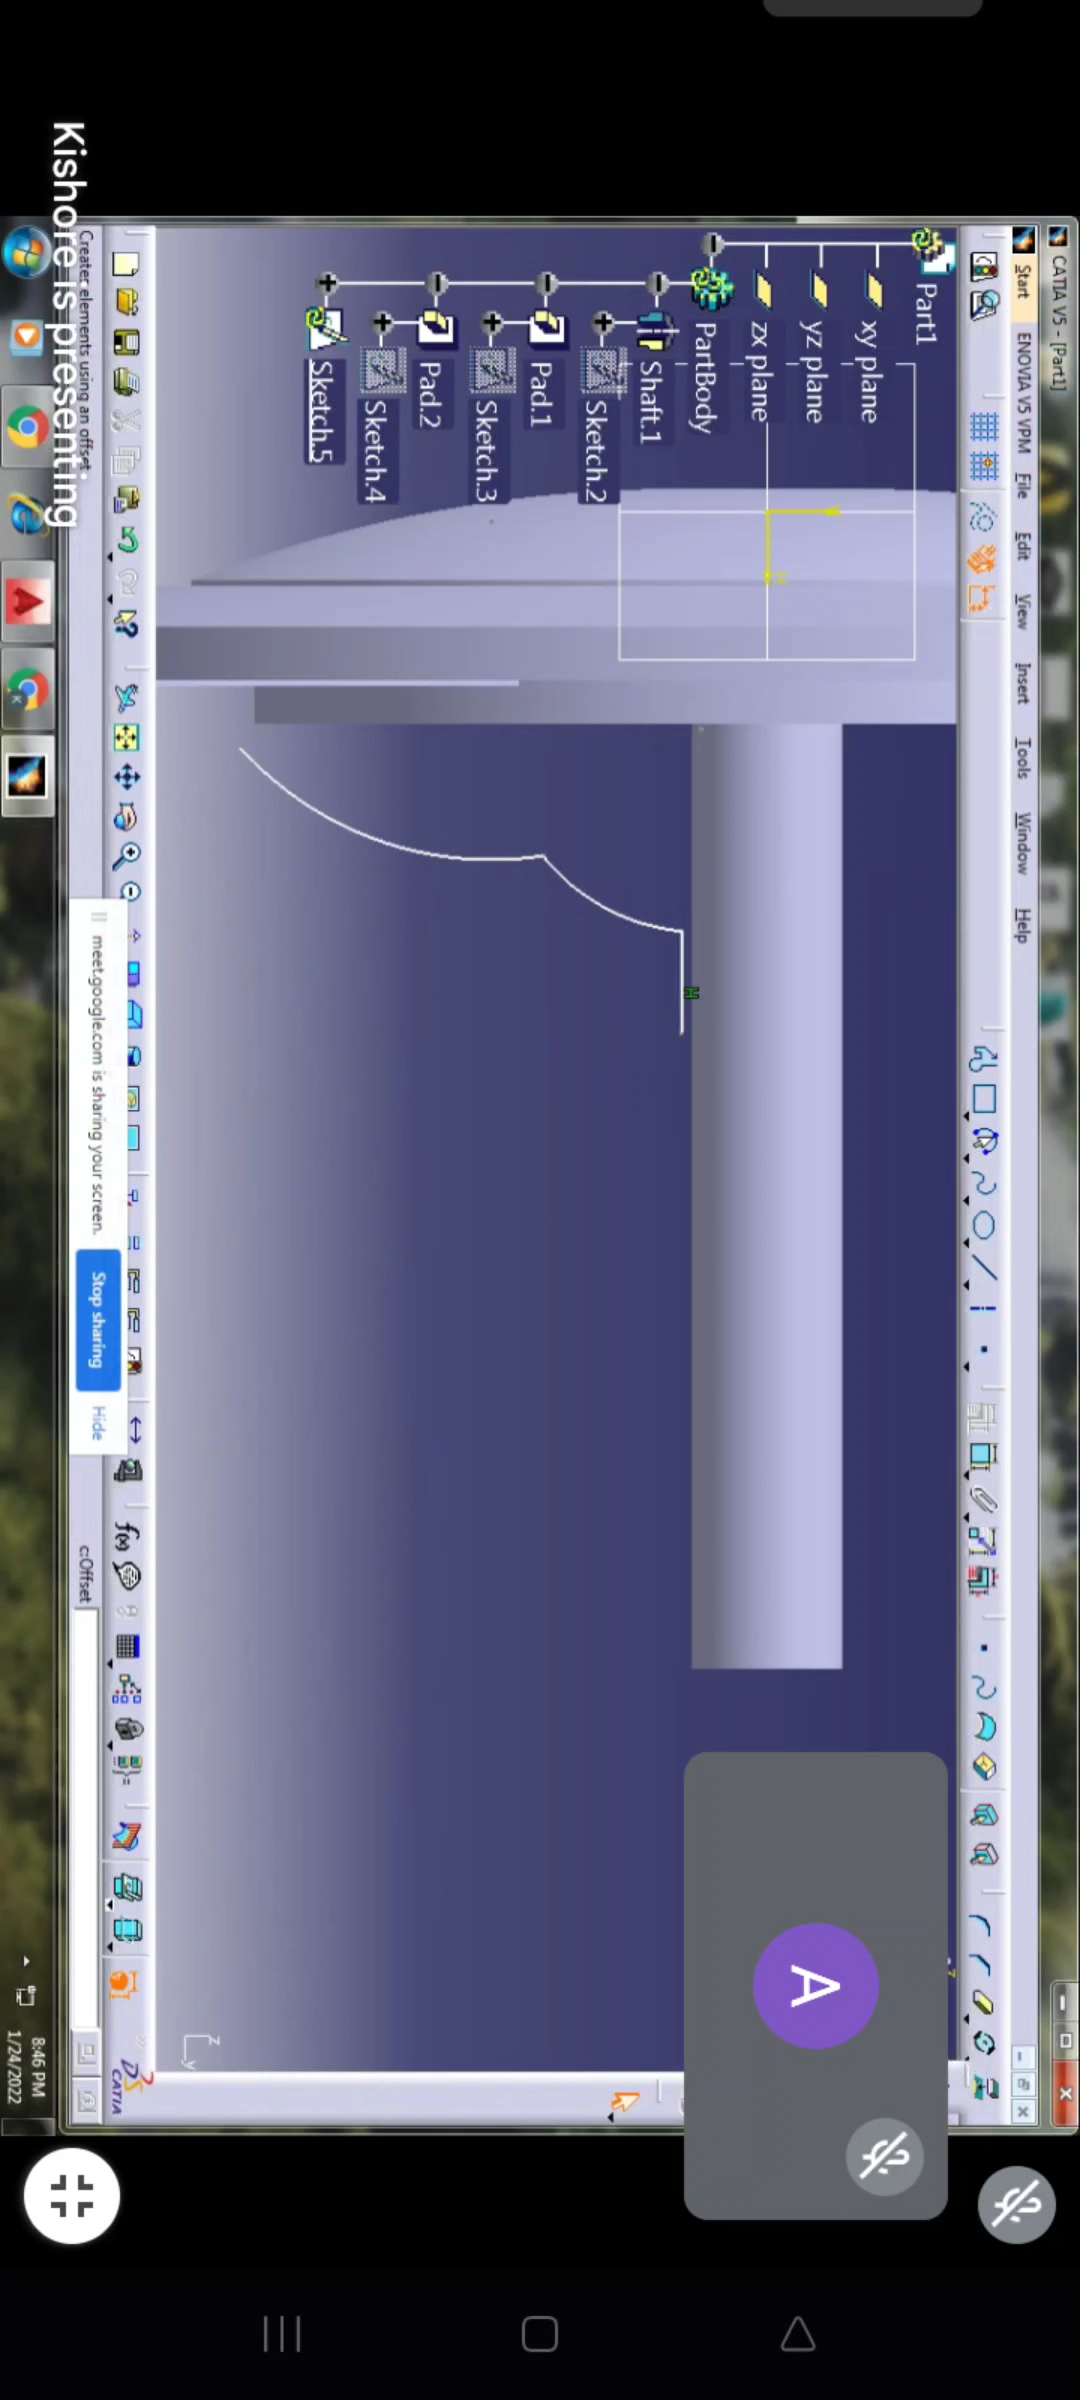 CATIA V5 - [Part1]
Start ENOVIA V5 VPM File Edit View Insert Tools Window Help
Part1
xy plane
yz plane
zx plane
PartBody
Shaft.1
Sketch.2
Pad.1
Sketch.3
Pad.2
Sketch.4
Sketch.5
H
H
z
y
A
f(x)
DS CATIA
meet.google.com is sharing your screen.
Stop sharing
Hide
Creates elements using an offset
c:Offset
Kishore is presenting
K
8:46 PM
1/24/2022